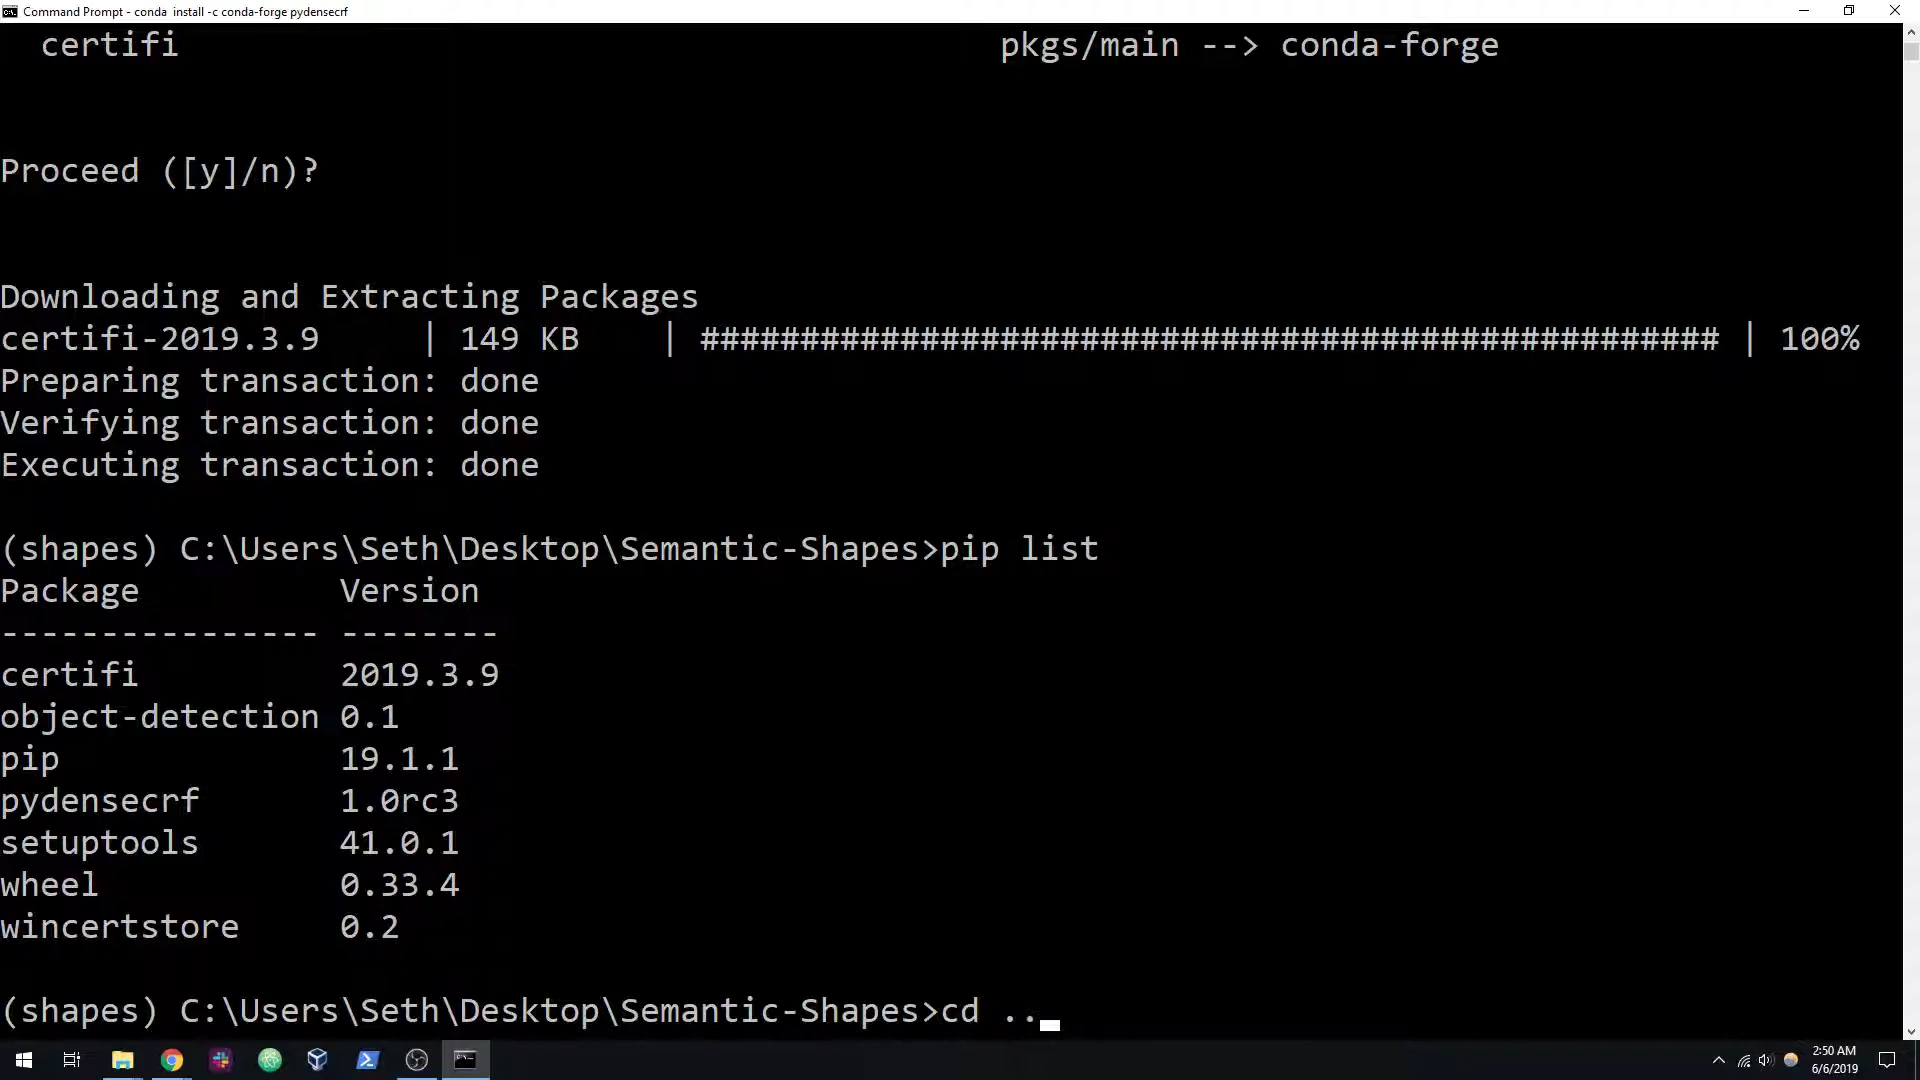 Command Prompt - conda  install -c conda-forge pydensecrf
certifi                                         pkgs/main --> conda-forge
Proceed ([y]/n)?
Downloading and Extracting Packages
certifi-2019.3.9     | 149 KB    | ################################################### | 100%
Preparing transaction: done
Verifying transaction: done
Executing transaction: done
(shapes) C:\Users\Seth\Desktop\Semantic-Shapes>pip list
Package          Version
---------------- --------
certifi          2019.3.9
object-detection 0.1
pip              19.1.1
pydensecrf       1.0rc3
setuptools       41.0.1
wheel            0.33.4
wincertstore     0.2
(shapes) C:\Users\Seth\Desktop\Semantic-Shapes>cd ..
2:50 AM
6/6/2019